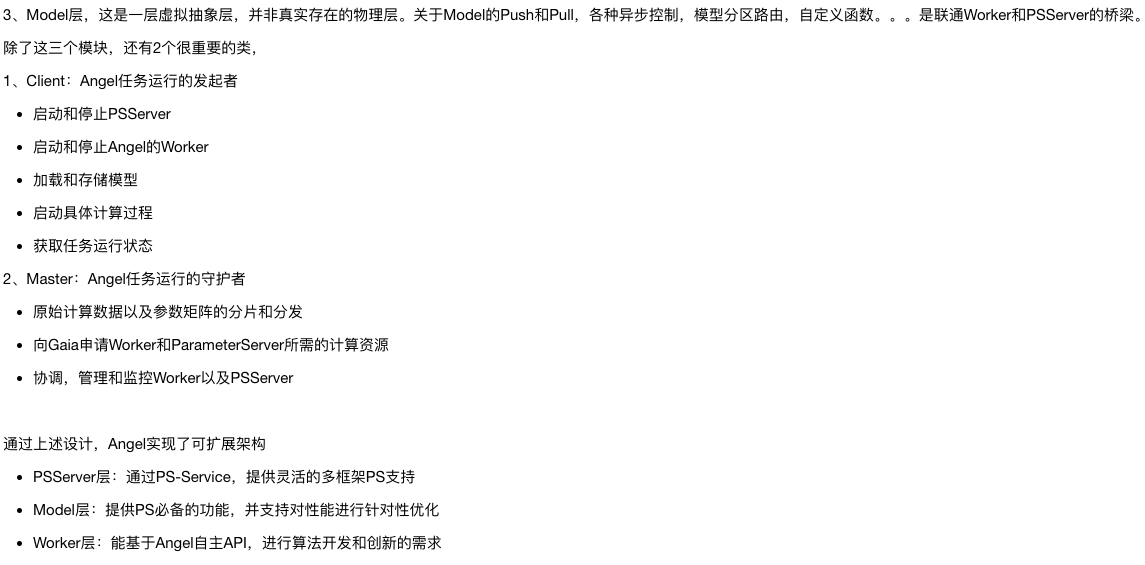 3、Model层，这是一层虚拟抽象层，并非真实存在的物理层。关于Model的Push和Pull，各种异步控制，模型分区路由，自定义函数。。。是联通Worker和PSServer的桥梁。
除了这三个模块，还有2个很重要的类，
1、Client：Angel任务运行的发起者
• 启动和停止PSServer
• 启动和停止Angel的Worker
• 加载和存储模型
• 启动具体计算过程
• 获取任务运行状态
2、Master：Angel任务运行的守护者
• 原始计算数据以及参数矩阵的分片和分发
• 向Gaia申请Worker和ParameterServer所需的计算资源
• 协调，管理和监控Worker以及PSServer
通过上述设计，Angel实现了可扩展架构
• PSServer层：通过PS-Service，提供灵活的多框架PS支持
• Model层：提供PS必备的功能，并支持对性能进行针对性优化
• Worker层：能基于Angel自主API，进行算法开发和创新的需求